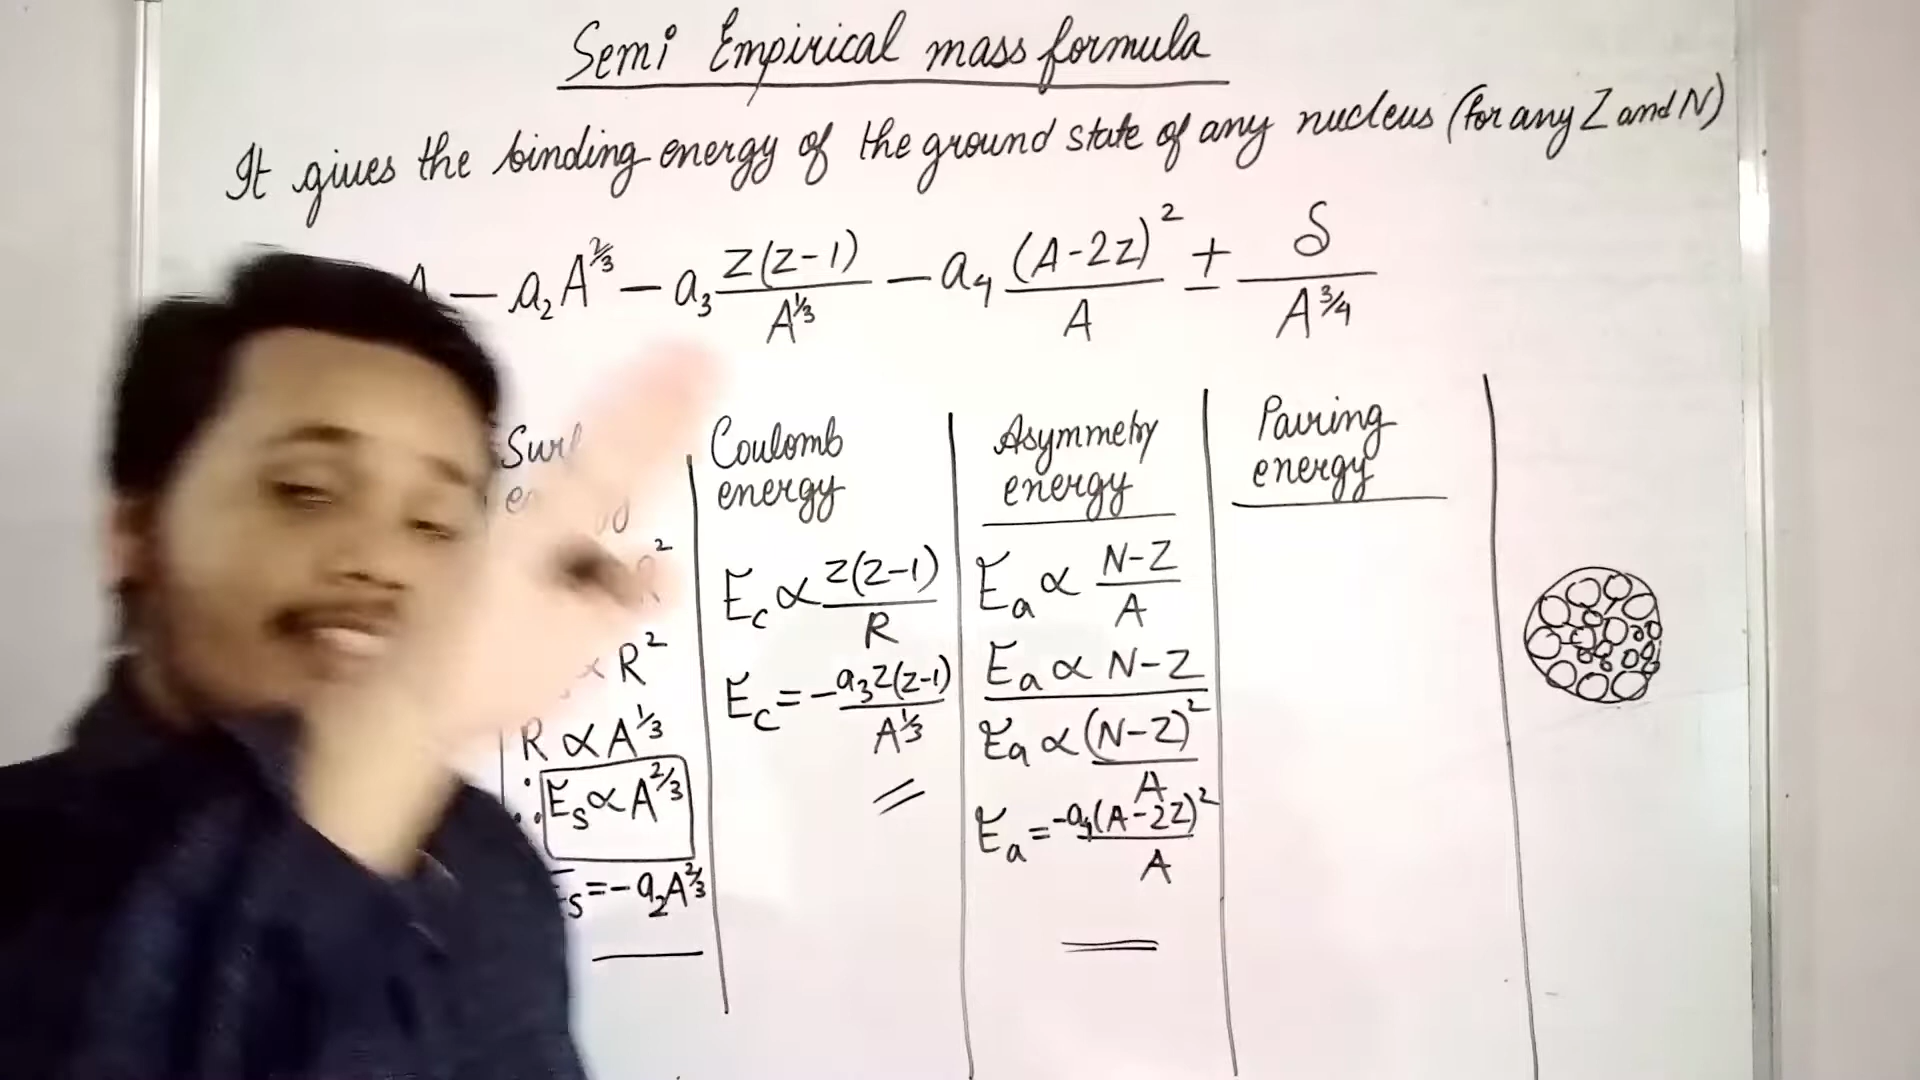 Semi Empirical mass formula
It gives the binding energy of the ground state of any nucleus (for any Z and N)
A − a₂A^⅔ − a₃ Z(Z−1)/A^⅓ − a₄ (A−2Z)²/A ± δ/A^¾
Coulomb
energy
E_c ∝ Z(Z−1)/R
E_c = −a₃Z(Z−1)/A^⅓
Asymmetry
energy
E_a ∝ N−Z/A
E_a ∝ N−Z
E_a ∝ (N−Z)²/A
E_a = −a₄(A−2Z)²/A
Pairing
energy
∝ R²
R ∝ A^⅓
∴ E_s ∝ A^⅔
E_s = −a₂A^⅔